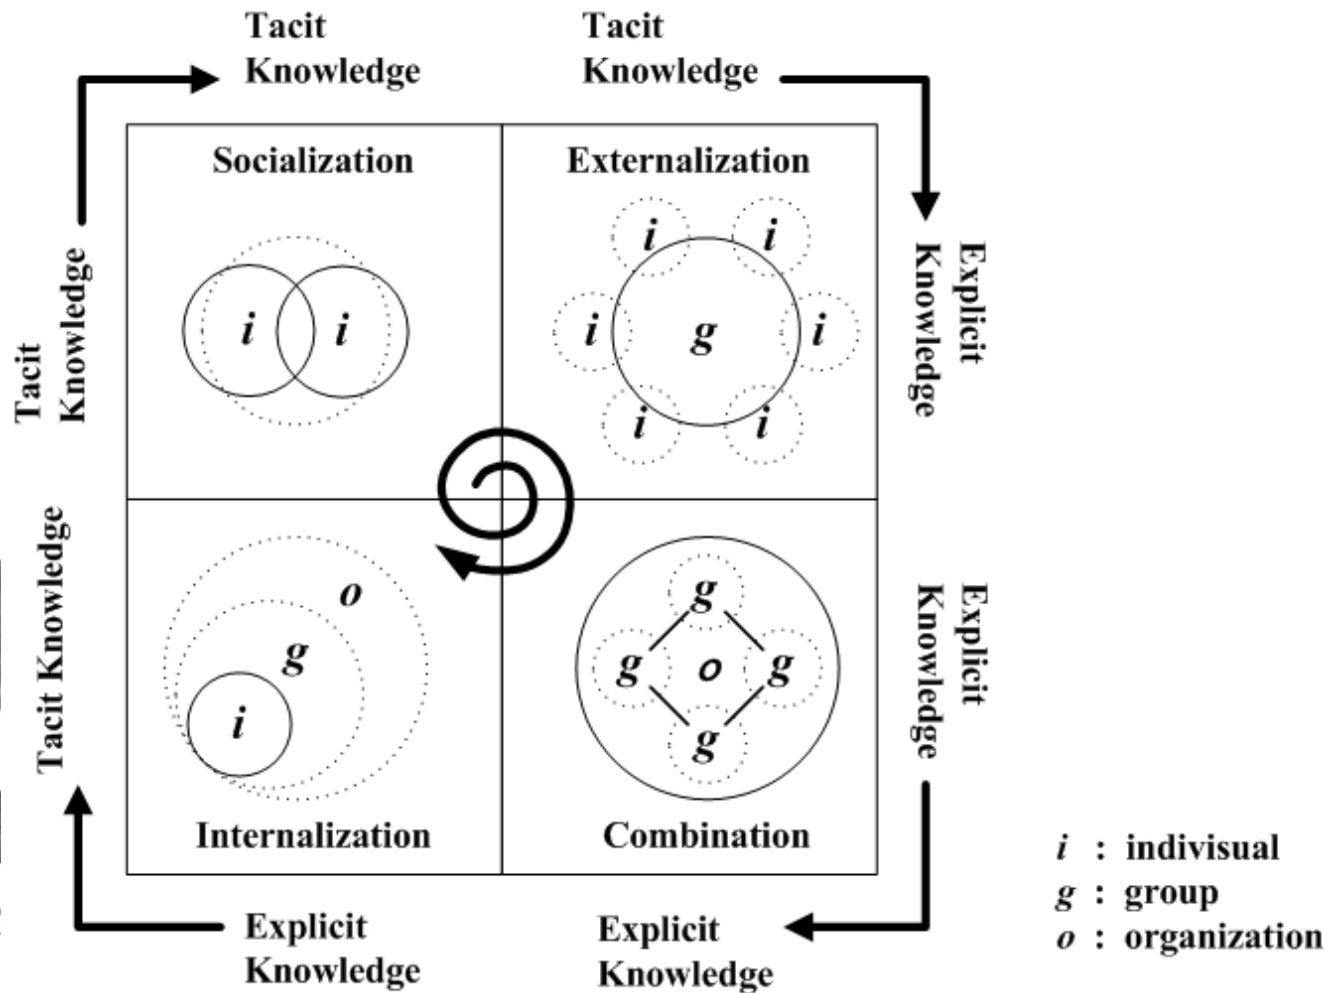 Tacit
Knowledge
Tacit
Knowledge
Socialization
Externalization
i
i
i
i
i
g
i
i
i
Tacit
Knowledge
Explicit
Knowledge
Tacit Knowledge
Explicit
Knowledge
o
g
i
g
g
o
g
g
Internalization
Combination
Explicit
Knowledge
Explicit
Knowledge
i : indivisual
g : group
o : organization